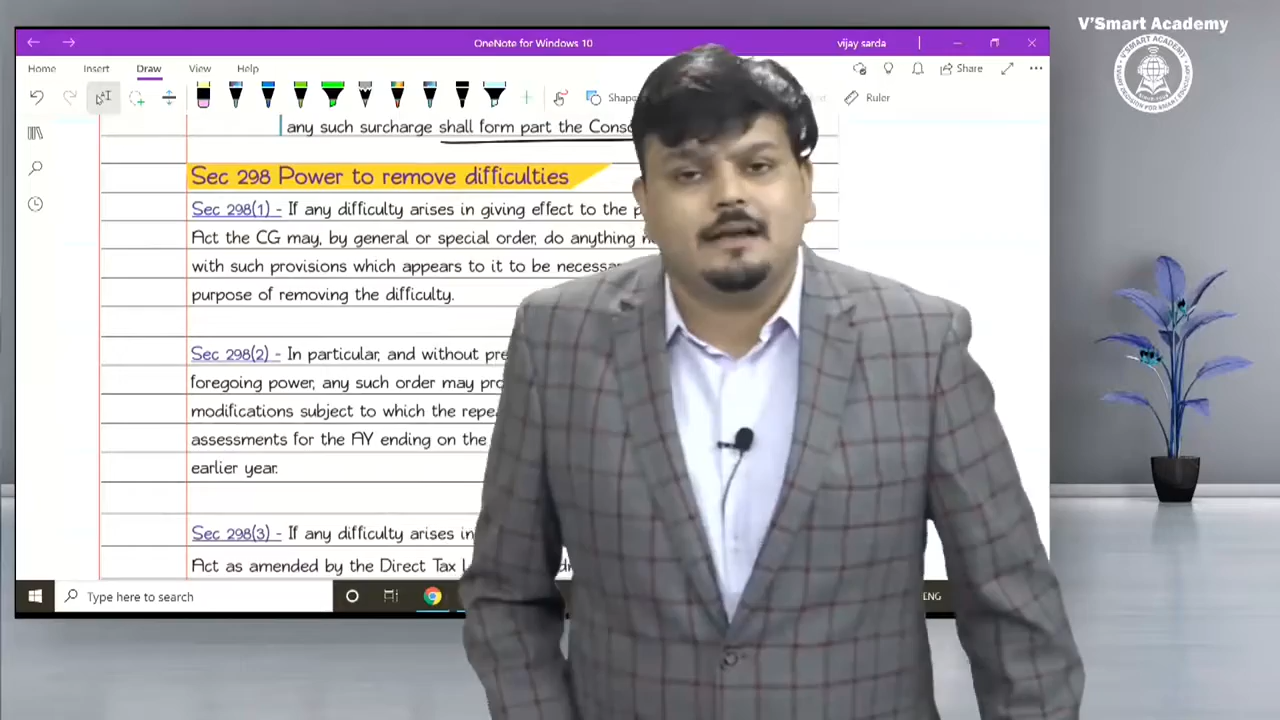 V'Smart Academy
OneNote for Windows 10
vijay sarda
Home Insert Draw View Help
Share
Shape
Ruler
any such surcharge shall form part the Conso
Sec 298 Power to remove difficulties
Sec 298(1) - If any difficulty arises in giving effect to the p
Act the CG may, by general or special order, do anything n
with such provisions which appears to it to be necessa
purpose of removing the difficulty.
Sec 298(2) - In particular, and without pre
foregoing power, any such order may pro
modifications subject to which the repe
assessments for the AY ending on the
earlier year.
Sec 298(3) - If any difficulty arises in
Act as amended by the Direct Tax L
Type here to search
ENG